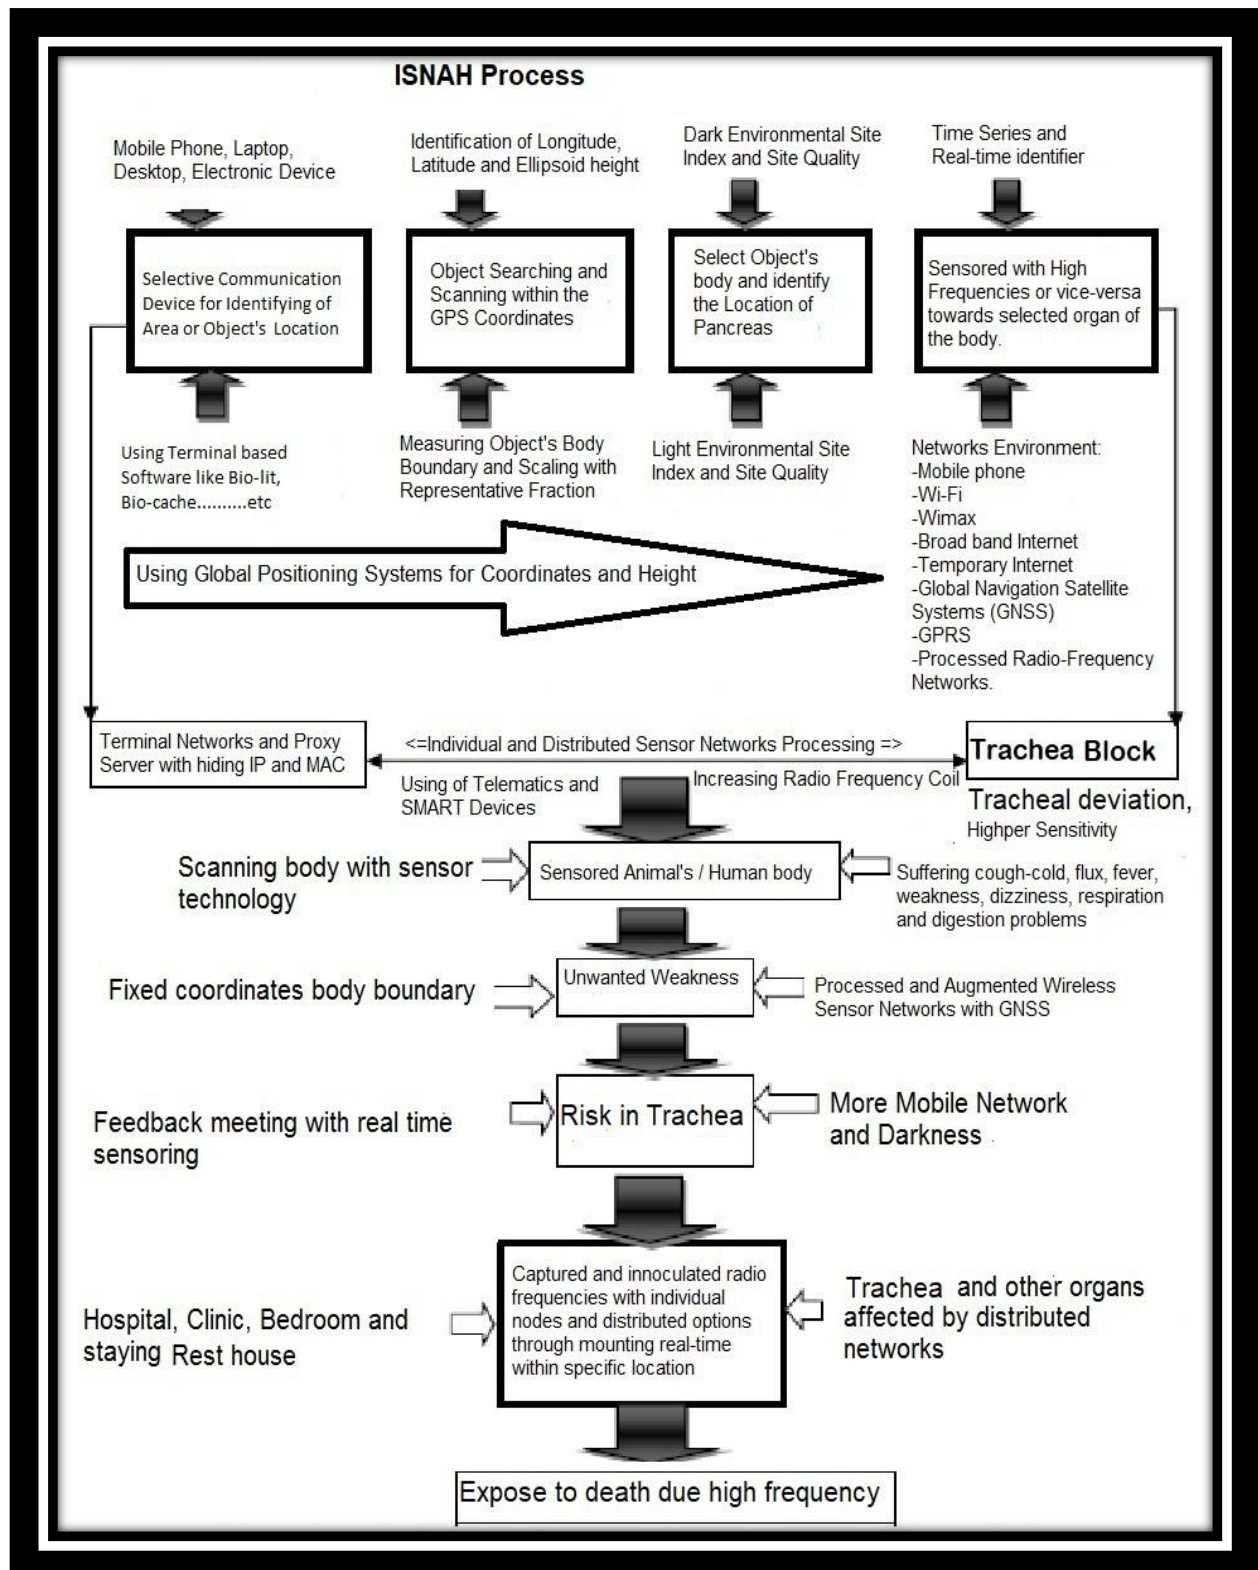 ISNAH Process
Mobile Phone, Laptop,
Desktop, Electronic Device
Identification of Longitude,
Latitude and Ellipsoid height
Dark Environmental Site
Index and Site Quality
Time Series and
Real-time identifier
Selective Communication
Device for Identifying of
Area or Object's Location
Object Searching and
Scanning within the
GPS Coordinates
Select Object's
body and identify
the Location of
Pancreas
Sensored with High
Frequencies or vice-versa
towards selected organ of
the body.
Using Terminal based
Software like Bio-lit,
Bio-cache..........etc
Measuring Object's Body
Boundary and Scaling with
Representative Fraction
Light Environmental Site
Index and Site Quality
Networks Environment:
-Mobile phone
-Wi-Fi
-Wimax
-Broad band Internet
-Temporary Internet
-Global Navigation Satellite
Systems (GNSS)
-GPRS
-Processed Radio-Frequency
Networks.
Using Global Positioning Systems for Coordinates and Height
Terminal Networks and Proxy
Server with hiding IP and MAC
<=Individual and Distributed Sensor Networks Processing =>
Using of Telematics and
SMART Devices
Increasing Radio Frequency Coil
Trachea Block
Tracheal deviation,
Highper Sensitivity
Scanning body with sensor
technology
Sensored Animal's / Human body
Suffering cough-cold, flux, fever,
weakness, dizziness, respiration
and digestion problems
Fixed coordinates body boundary
Unwanted Weakness
Processed and Augmented Wireless
Sensor Networks with GNSS
Feedback meeting with real time
sensoring
Risk in Trachea
More Mobile Network
and Darkness
Hospital, Clinic, Bedroom and
staying Rest house
Captured and innoculated radio
frequencies with individual
nodes and distributed options
through mounting real-time
within specific location
Trachea and other organs
affected by distributed
networks
Expose to death due high frequency